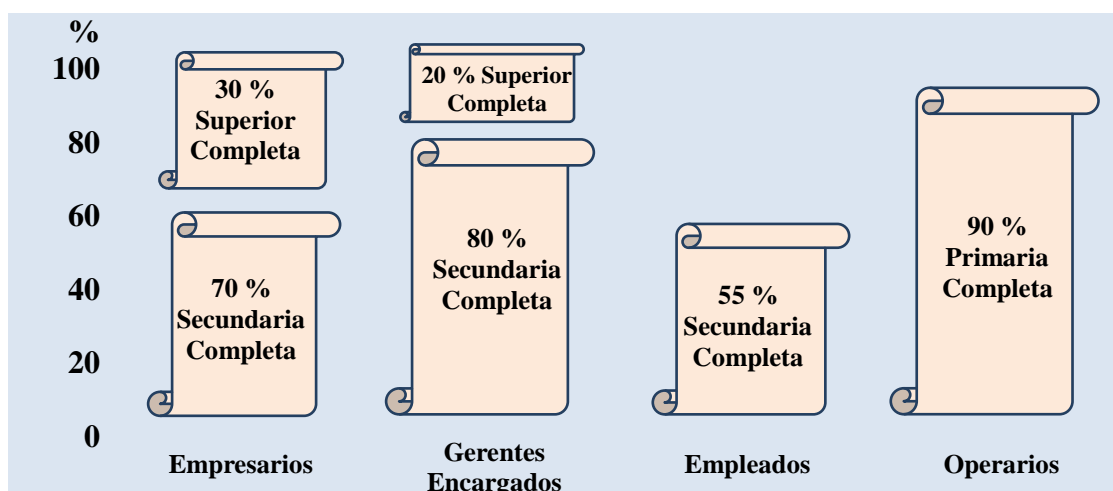 %
100
80
60
40
20
0
30 %
Superior
Completa
70 %
Secundaria
Completa
20 % Superior
Completa
80 %
Secundaria
Completa
55 %
Secundaria
Completa
90 %
Primaria
Completa
Empresarios
Gerentes
Encargados
Empleados
Operarios